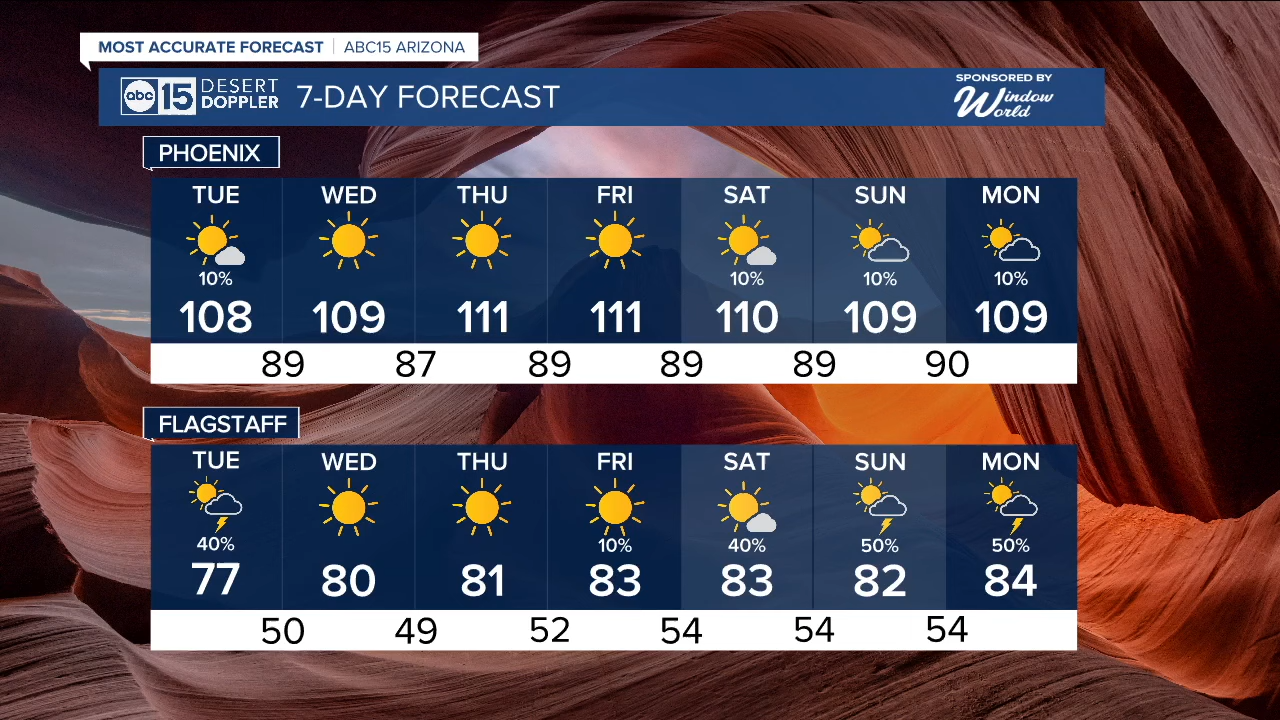 MOST ACCURATE FORECAST | ABC15 ARIZONA
abc 15 DESERT DOPPLER 7-DAY FORECAST
SPONSORED BY
Window World
PHOENIX
TUE WED THU FRI SAT SUN MON
10% 10% 10% 10%
108 109 111 111 110 109 109
89 87 89 89 89 90
FLAGSTAFF
TUE WED THU FRI SAT SUN MON
40% 10% 40% 50% 50%
77 80 81 83 83 82 84
50 49 52 54 54 54